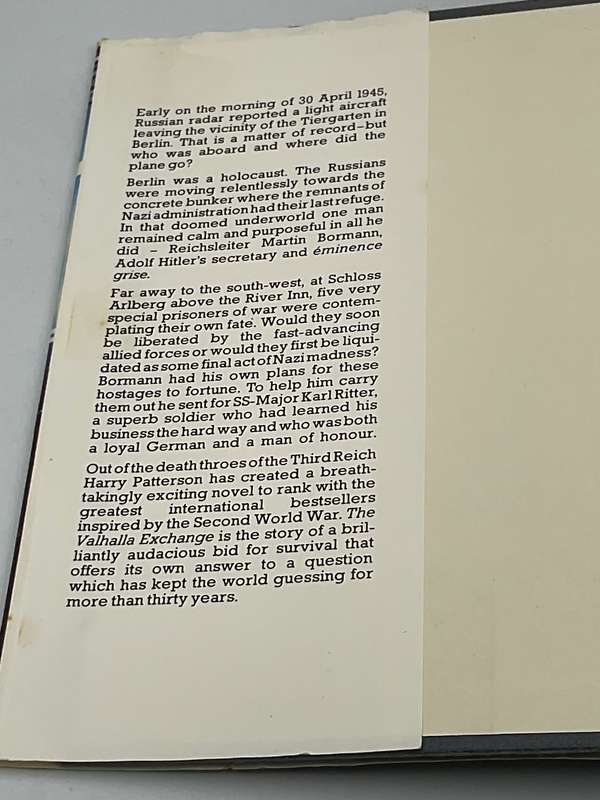 Early on the morning of 30 April 1945,
Russian radar reported a light aircraft
leaving the vicinity of the Tiergarten in
Berlin. That is a matter of record–but
who was aboard and where did the
plane go?
Berlin was a holocaust. The Russians
were moving relentlessly towards the
concrete bunker where the remnants of
Nazi administration had their last refuge.
In that doomed underworld one man
remained calm and purposeful in all he
did – Reichsleiter Martin Bormann,
Adolf Hitler's secretary and éminence
grise.
Far away to the south-west, at Schloss
Arlberg above the River Inn, five very
special prisoners of war were contem-
plating their own fate. Would they soon
be liberated by the fast-advancing
allied forces or would they first be liqui-
dated as some final act of Nazi madness?
Bormann had his own plans for these
hostages to fortune. To help him carry
them out he sent for SS-Major Karl Ritter,
a superb soldier who had learned his
business the hard way and who was both
a loyal German and a man of honour.
Out of the death throes of the Third Reich
Harry Patterson has created a breath-
takingly exciting novel to rank with the
greatest international bestsellers
inspired by the Second World War. The
Valhalla Exchange is the story of a bril-
liantly audacious bid for survival that
offers its own answer to a question
which has kept the world guessing for
more than thirty years.